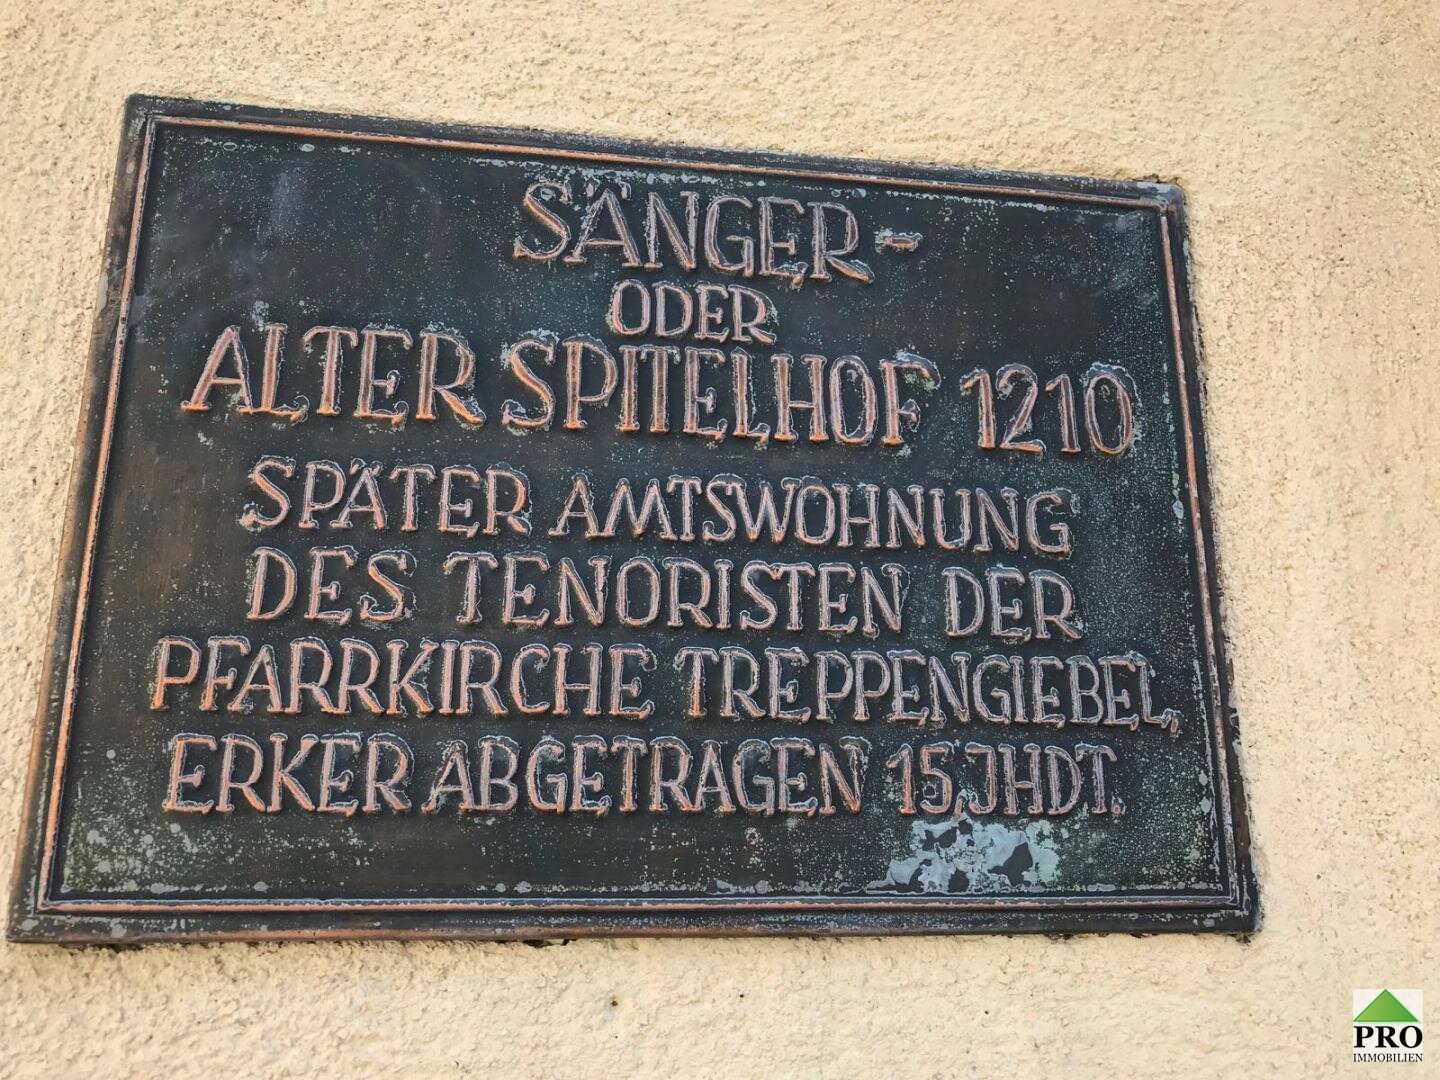 SÄNGER-
ODER
ALTER SPITELHOF 1210
SPÄTER AMTSWOHNUNG
DES TENORISTEN DER
PFARRKIRCHE TREPPENGIEBEL,
ERKER ABGETRAGEN 15.JHDT.
PRO
IMMOBILIEN